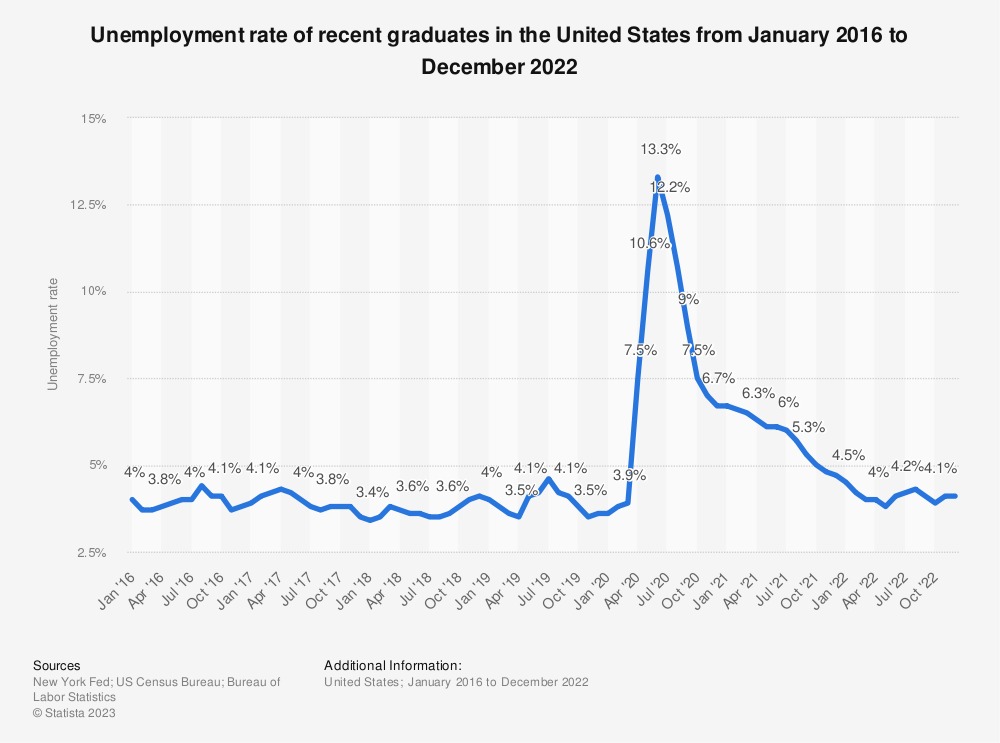 Unemployment rate of recent graduates in the United States from January 2016 to
December 2022
15%
12.5%
10%
7.5%
5%
2.5%
Unemployment rate
13.3%
12.2%
10.6%
9%
7.5%
7.5%
6.7%
6.3%
6%
5.3%
4%
3.8%
4%
4.1%
4.1%
4%
3.8%
3.4%
3.6%
3.6%
4%
3.5%
4.1%
4.1%
3.5%
3.9%
4.5%
4%
4.2%
4.1%
Jan '16
Apr '16
Jul '16
Oct '16
Jan '17
Apr '17
Jul '17
Oct '17
Jan '18
Apr '18
Jul '18
Oct '18
Jan '19
Apr '19
Jul '19
Oct '19
Jan '20
Apr '20
Jul '20
Oct '20
Jan '21
Apr '21
Jul '21
Oct '21
Jan '22
Apr '22
Jul '22
Oct '22
Sources
New York Fed; US Census Bureau; Bureau of
Labor Statistics
© Statista 2023
Additional Information:
United States; January 2016 to December 2022